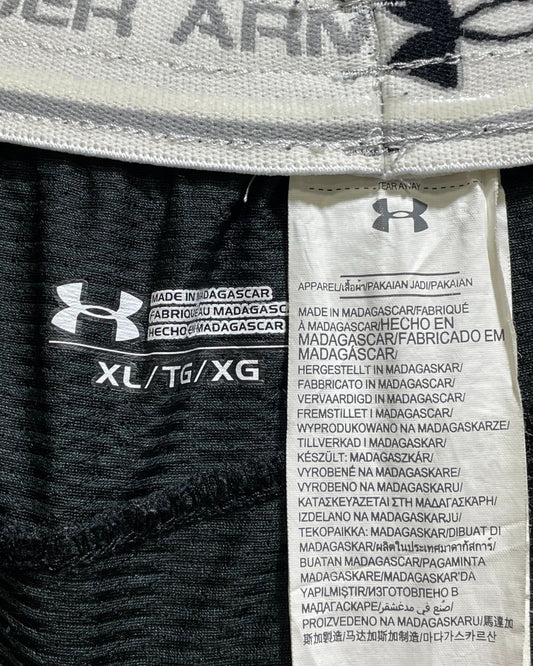 DER ARM
TEAR AWAY
APPAREL/เสื้อผ้า/PAKAIAN JADI/PAKAIAN
MADE IN MADAGASCAR
FABRIQUÉ AU MADAGAS
HECHO EN MADAGASCAR
XL/TG/XG
MADE IN MADAGASCAR/FABRIQUÉ
À MADAGASCAR/HECHO EN
MADAGASCAR/FABRICADO EM
MADAGÁSCAR/
HERGESTELLT IN MADAGASKAR/
FABBRICATO IN MADAGASCAR/
VERVAARDIGD IN MADAGASCAR/
FREMSTILLET I MADAGASCAR/
WYPRODUKOWANO NA MADAGASKARZE/
TILLVERKAD I MADAGASKAR/
KÉSZÜLT: MADAGASZKÁR/
VYROBENÉ NA MADAGASKARE/
VYROBENO NA MADAGASKARU/
ΚΑΤΑΣΚΕΥΑΖΕΤΑΙ ΣΤΗ ΜΑΔΑΓΑΣΚΑΡΗ/
IZDELANO NA MADAGASKARJU/
TEKOPAIKKA: MADAGASKAR/DIBUAT DI
MADAGASKAR/ผลิตในประเทศมาดากัสการ์/
BUATAN MADAGASCAR/PAGAMINTA
MADAGASKARE/MADAGASKAR'DA
YAPILMIŞTIR/ИЗГОТОВЛЕНО В
МАДАГАСКАРЕ/صُنع في مدغشقر/
PROIZVEDENO NA MADAGASKARU/馬達加
斯加製造/马达加斯加制造/마다가스카르산